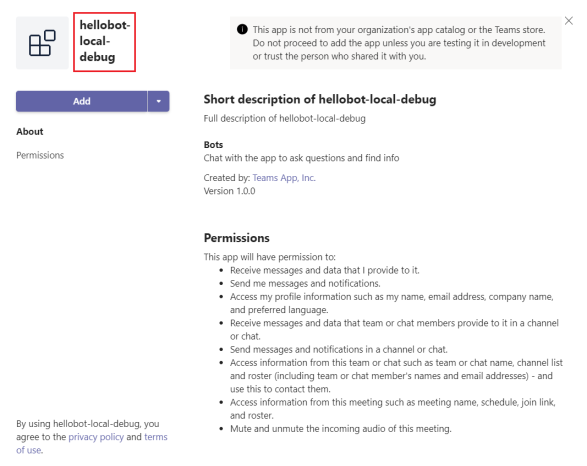 hellobot-
local-
debug
This app is not from your organization's app catalog or the Teams store.
Do not proceed to add the app unless you are testing it in development
or trust the person who shared it with you.
Add
About
Permissions
Short description of hellobot-local-debug
Full description of hellobot-local-debug
Bots
Chat with the app to ask questions and find info
Created by: Teams App, Inc.
Version 1.0.0
Permissions
This app will have permission to:
• Receive messages and data that I provide to it.
• Send me messages and notifications.
• Access my profile information such as my name, email address, company name,
and preferred language.
• Receive messages and data that team or chat members provide to it in a channel
or chat.
• Send messages and notifications in a channel or chat.
• Access information from this team or chat such as team or chat name, channel list
and roster (including team or chat member's names and email addresses) - and
use this to contact them.
• Access information from this meeting such as meeting name, schedule, join link,
and roster.
• Mute and unmute the incoming audio of this meeting.
By using hellobot-local-debug, you
agree to the privacy policy and terms
of use.